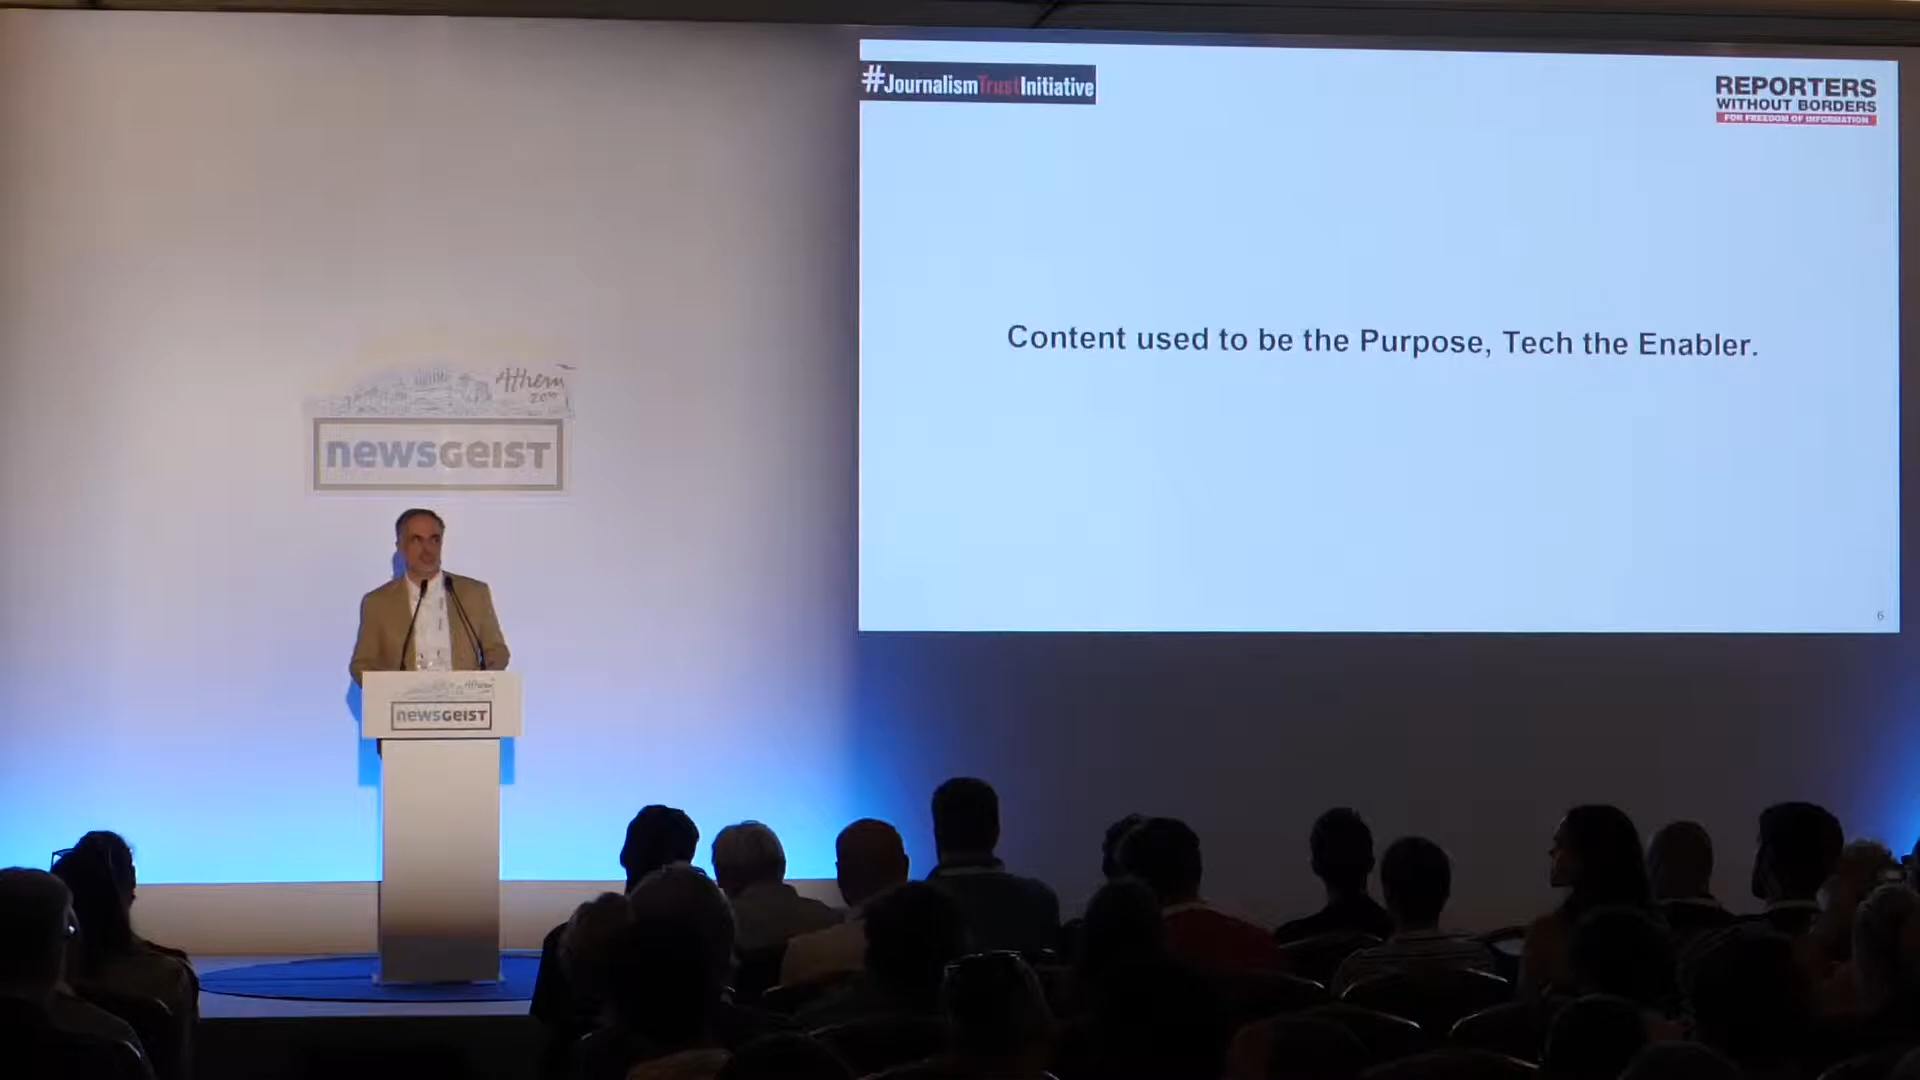 #JournalismTrustInitiative
REPORTERS
WITHOUT BORDERS
FOR FREEDOM OF INFORMATION
Content used to be the Purpose, Tech the Enabler.
6
Athens
newsGeist
newsGeist